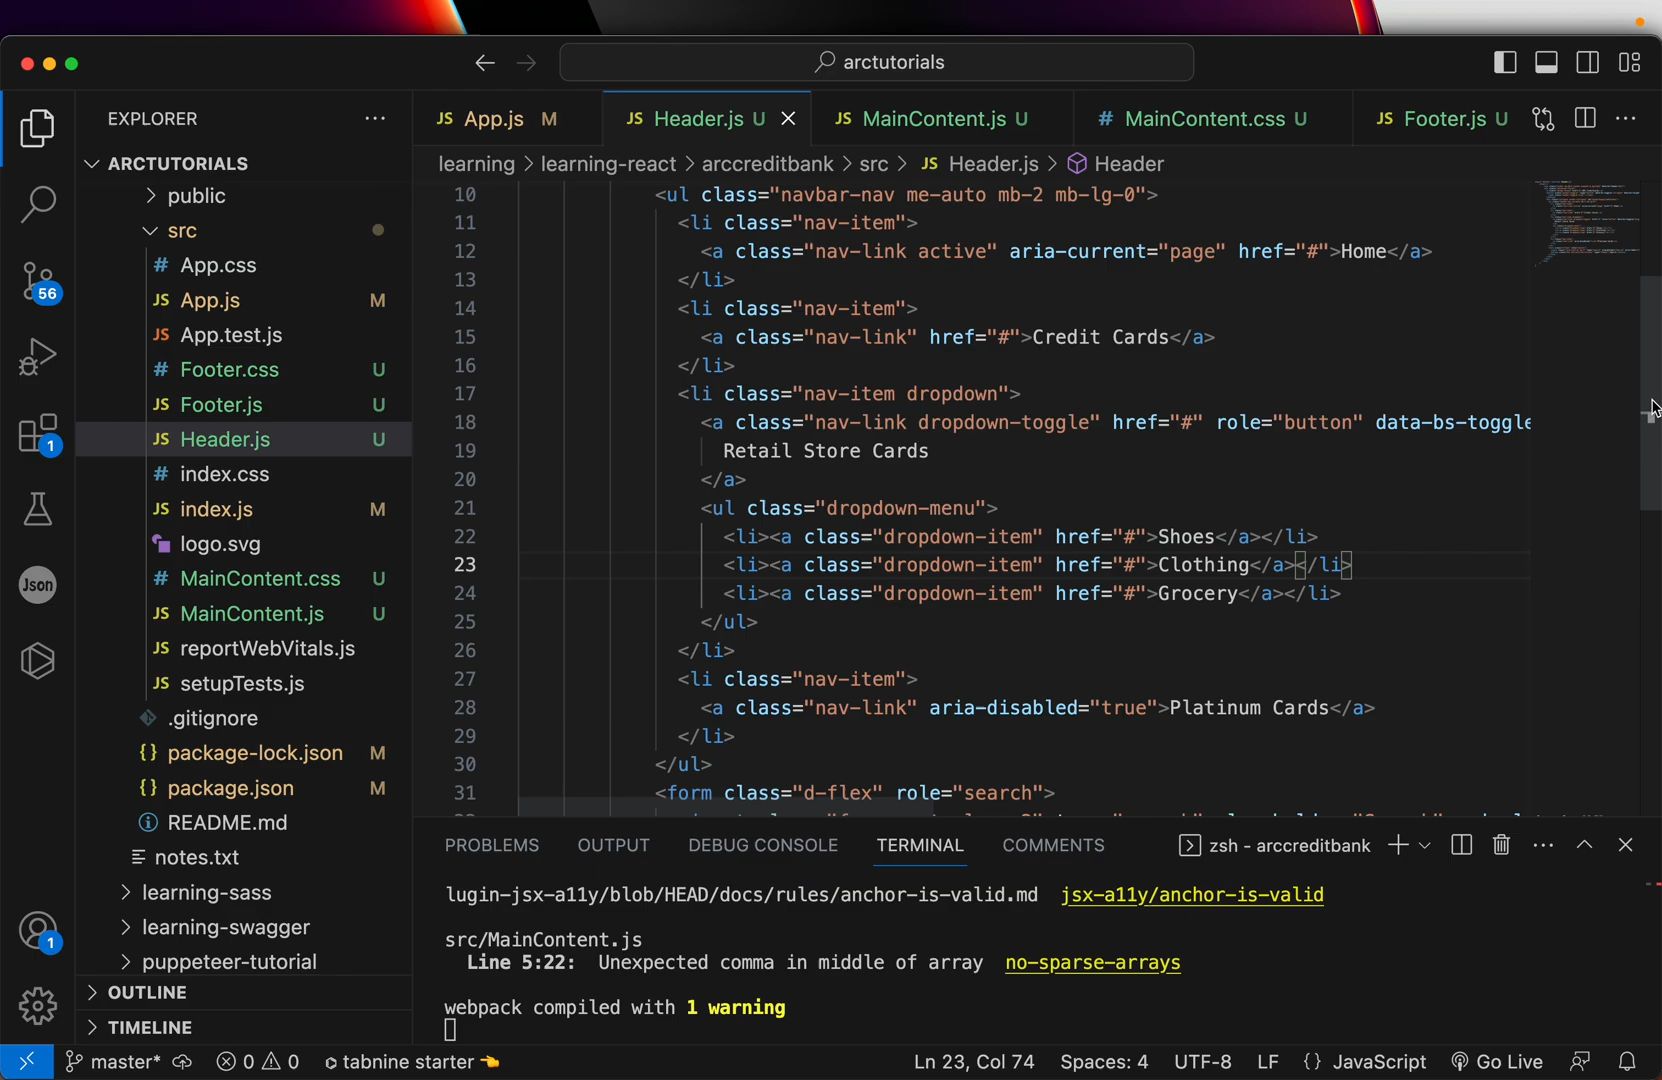 arctutorials
EXPLORER
JS App.js M
JS Header.js U
JS MainContent.js U
# MainContent.css U
JS Footer.js U
ARCTUTORIALS
learning > learning-react > arccreditbank > src > JS Header.js > Header
public
src
# App.css
JS App.js M
JS App.test.js
# Footer.css U
JS Footer.js U
JS Header.js U
# index.css
JS index.js M
logo.svg
# MainContent.css U
JS MainContent.js U
JS reportWebVitals.js
JS setupTests.js
.gitignore
{} package-lock.json M
{} package.json M
README.md
notes.txt
learning-sass
learning-swagger
puppeteer-tutorial
OUTLINE
TIMELINE
56
1
Json
1
10 <ul class="navbar-nav me-auto mb-2 mb-lg-0">
11 <li class="nav-item">
12 <a class="nav-link active" aria-current="page" href="#">Home</a>
13 </li>
14 <li class="nav-item">
15 <a class="nav-link" href="#">Credit Cards</a>
16 </li>
17 <li class="nav-item dropdown">
18 <a class="nav-link dropdown-toggle" href="#" role="button" data-bs-toggle
19 Retail Store Cards
20 </a>
21 <ul class="dropdown-menu">
22 <li><a class="dropdown-item" href="#">Shoes</a></li>
23 <li><a class="dropdown-item" href="#">Clothing</a></li>
24 <li><a class="dropdown-item" href="#">Grocery</a></li>
25 </ul>
26 </li>
27 <li class="nav-item">
28 <a class="nav-link" aria-disabled="true">Platinum Cards</a>
29 </li>
30 </ul>
31 <form class="d-flex" role="search">
PROBLEMS OUTPUT DEBUG CONSOLE TERMINAL COMMENTS zsh - arccreditbank
lugin-jsx-a11y/blob/HEAD/docs/rules/anchor-is-valid.md jsx-a11y/anchor-is-valid
src/MainContent.js
Line 5:22: Unexpected comma in middle of array no-sparse-arrays
webpack compiled with 1 warning
master* 0 0 tabnine starter Ln 23, Col 74 Spaces: 4 UTF-8 LF {} JavaScript Go Live